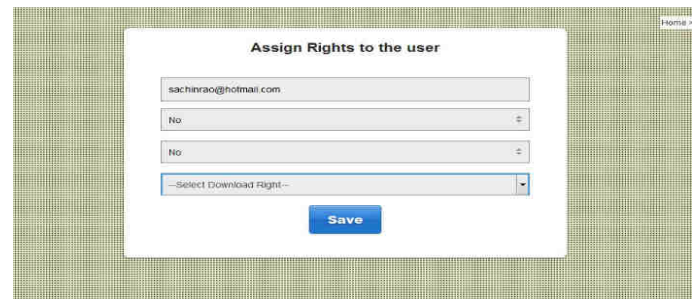 Home >
Assign Rights to the user
sachinrao@hotmail.com
No
No
--Select Download Right--
Save